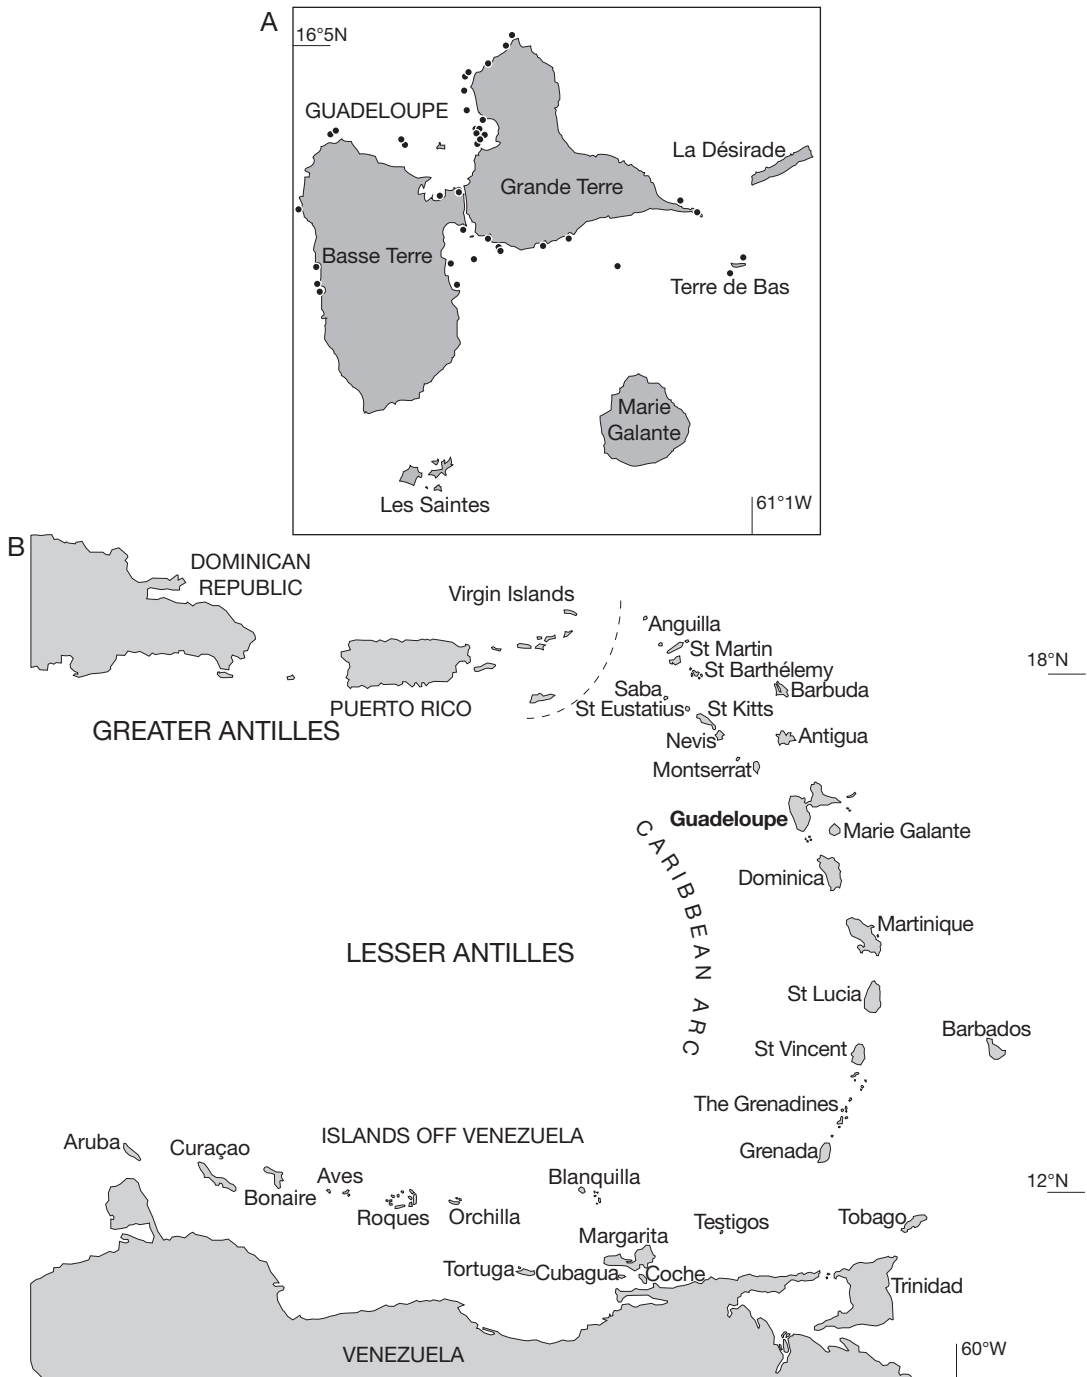 A
16°5N
GUADELOUPE
La Désirade
Grande Terre
Basse Terre
Terre de Bas
Marie
Galante
Les Saintes
61°1W
B
DOMINICAN
REPUBLIC
Virgin Islands
Anguilla
St Martin
18°N
St Barthélemy
Saba
Barbuda
PUERTO RICO
St Eustatius
St Kitts
GREATER ANTILLES
Nevis
Antigua
Montserrat
Guadeloupe
Marie Galante
CARIBBEAN ARC
Dominica
Martinique
LESSER ANTILLES
St Lucia
Barbados
St Vincent
The Grenadines
ISLANDS OFF VENEZUELA
Aruba
Curaçao
Grenada
Aves
Blanquilla
12°N
Bonaire
Roques
Orchilla
Testigos
Tobago
Margarita
Tortuga
Cubagua
Coche
Trinidad
VENEZUELA
60°W